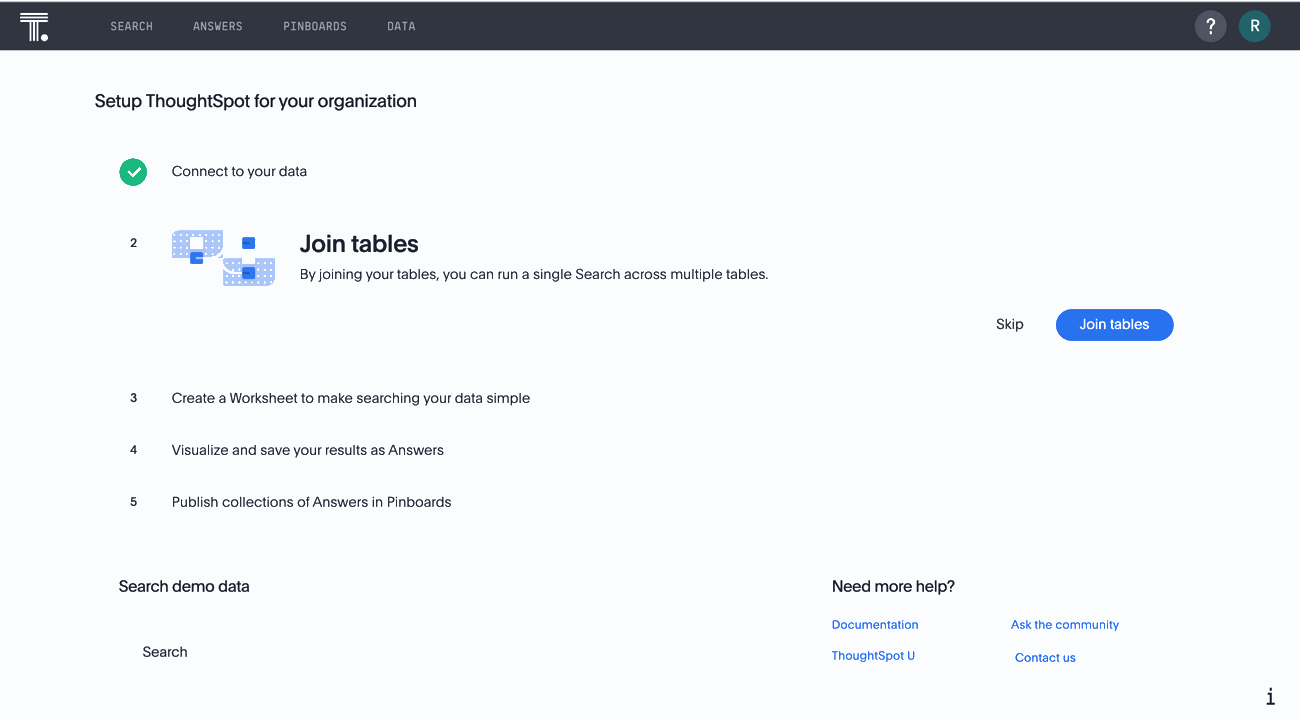 T.
SEARCH ANSWERS PINBOARDS DATA ? R
Setup ThoughtSpot for your organization
Connect to your data
2 Join tables
By joining your tables, you can run a single Search across multiple tables.
Skip Join tables
3 Create a Worksheet to make searching your data simple
4 Visualize and save your results as Answers
5 Publish collections of Answers in Pinboards
Search demo data
Search
Need more help?
Documentation Ask the community
ThoughtSpot U Contact us
i